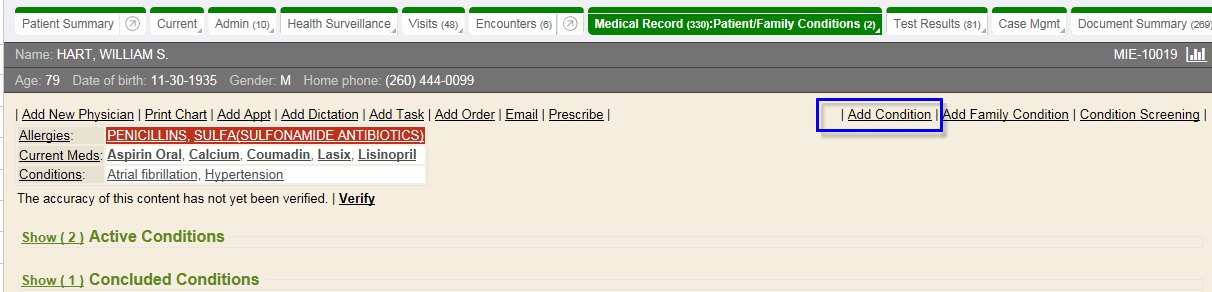 Patient Summary Current Admin (10) Health Surveillance Visits (48) Encounters (6) Medical Record (330):Patient/Family Conditions (2) Test Results (81) Case Mgmt Document Summary (269)
Name: HART, WILLIAM S. MIE-10019
Age: 79 Date of birth: 11-30-1935 Gender: M Home phone: (260) 444-0099
| Add New Physician | Print Chart | Add Appt | Add Dictation | Add Task | Add Order | Email | Prescribe | | Add Condition | Add Family Condition | Condition Screening |
Allergies: PENICILLINS, SULFA(SULFONAMIDE ANTIBIOTICS)
Current Meds: Aspirin Oral, Calcium, Coumadin, Lasix, Lisinopril
Conditions: Atrial fibrillation, Hypertension
The accuracy of this content has not yet been verified. | Verify
Show ( 2 ) Active Conditions
Show ( 1 ) Concluded Conditions